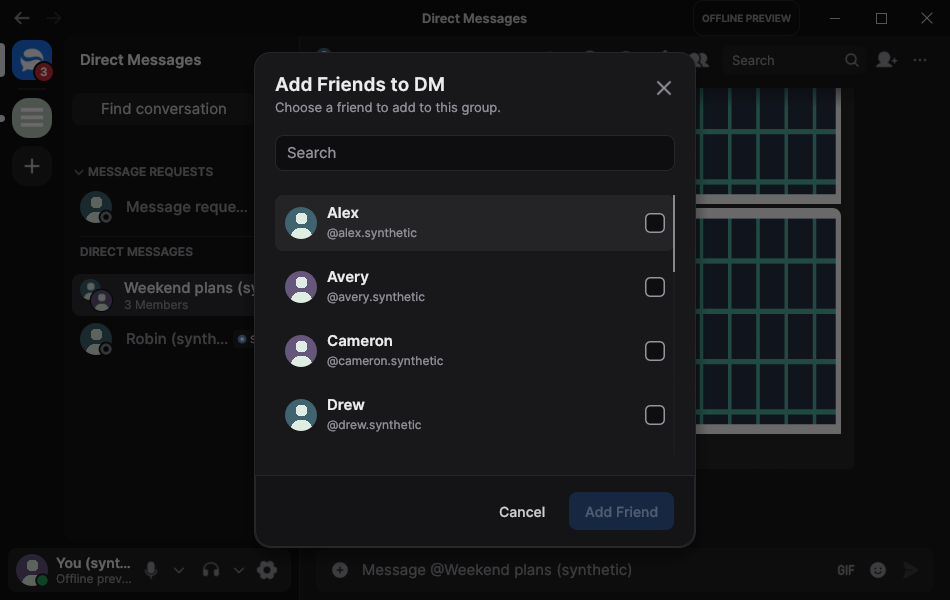 Direct Messages
OFFLINE PREVIEW
3
Direct Messages
Find conversation
MESSAGE REQUESTS
Message reque...
DIRECT MESSAGES
Weekend plans (sy
3 Members
Robin (synth...
You (synt...
Offline prev...
Search
Add Friends to DM
Choose a friend to add to this group.
Search
Alex
@alex.synthetic
Avery
@avery.synthetic
Cameron
@cameron.synthetic
Drew
@drew.synthetic
Cancel
Add Friend
Message @Weekend plans (synthetic)
GIF